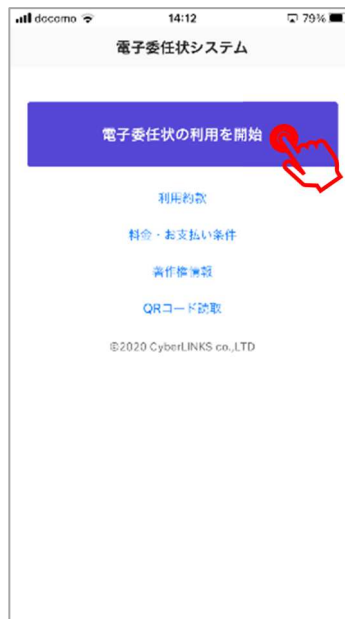 docomo 14:12 79%
電子委任状システム
電子委任状の利用を開始
利用約款
料金・お支払い条件
著作権情報
QRコード読取
©2020 CyberLINKS co.,LTD